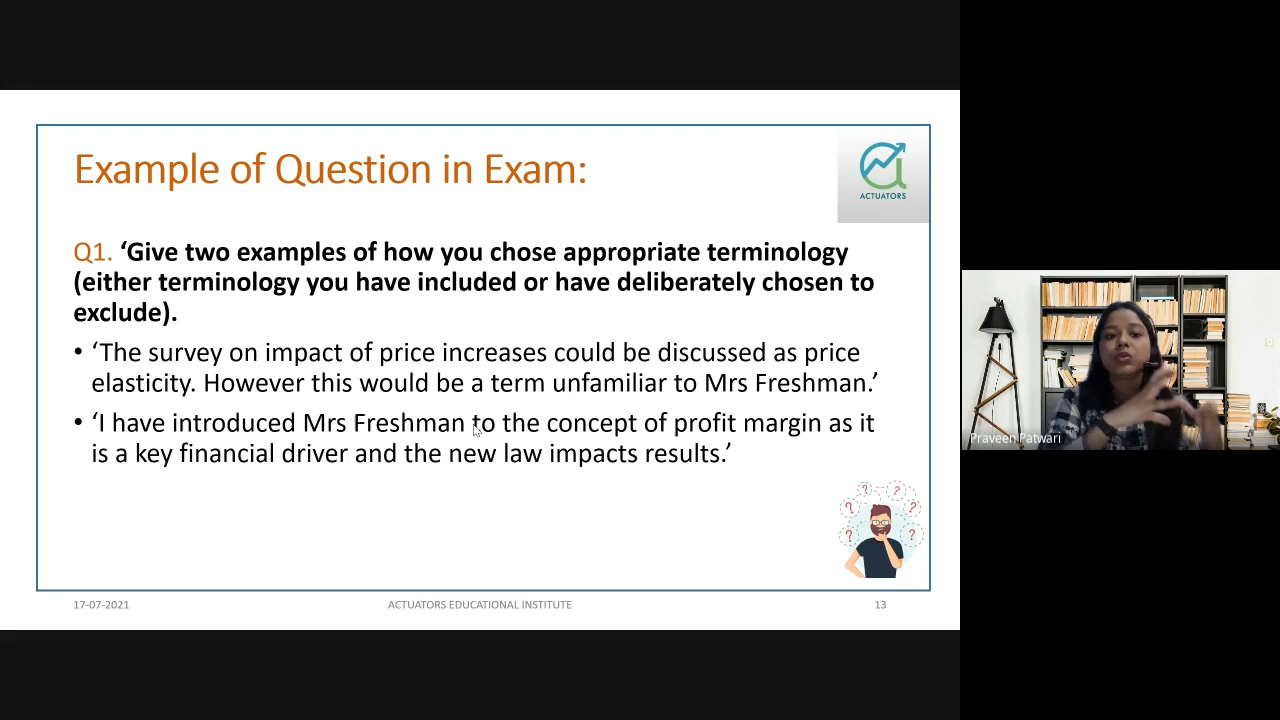 Example of Question in Exam:
ACTUATORS
Q1. ‘Give two examples of how you chose appropriate terminology
(either terminology you have included or have deliberately chosen to
exclude).
• ‘The survey on impact of price increases could be discussed as price
elasticity. However this would be a term unfamiliar to Mrs Freshman.’
• ‘I have introduced Mrs Freshman to the concept of profit margin as it
is a key financial driver and the new law impacts results.’
? ? ? ? ? ?
17-07-2021
ACTUATORS EDUCATIONAL INSTITUTE
13
Praveen Patwari